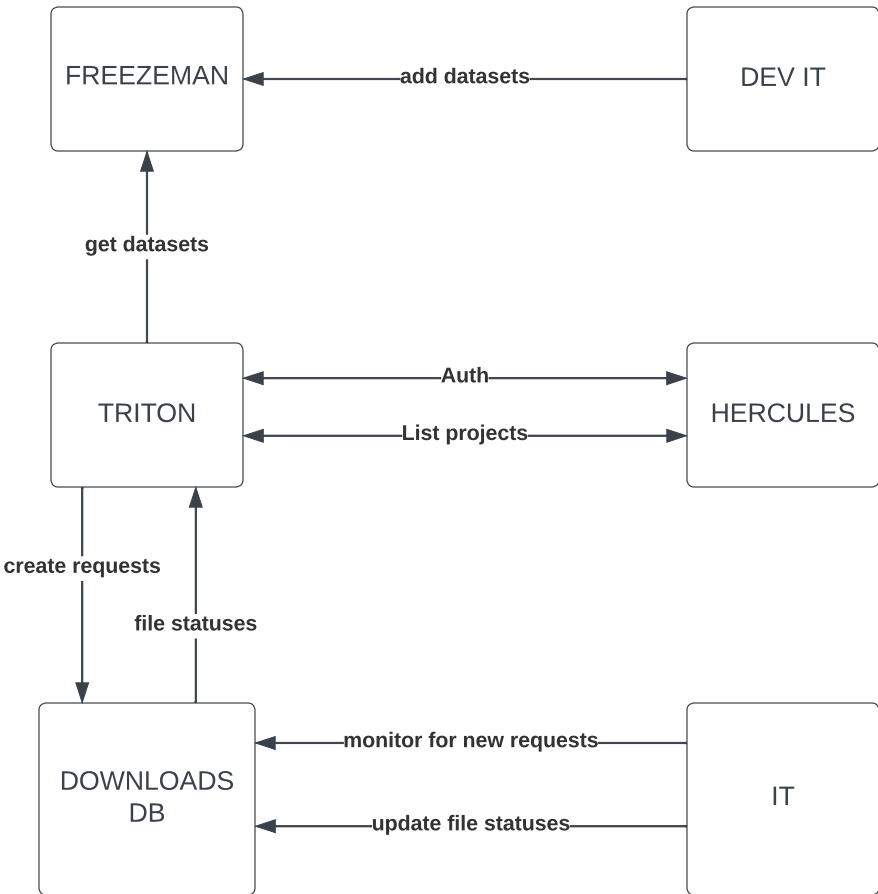 FREEZEMAN
add datasets
DEV IT
get datasets
TRITON
Auth
List projects
HERCULES
create requests
file statuses
DOWNLOADS
DB
monitor for new requests
update file statuses
IT